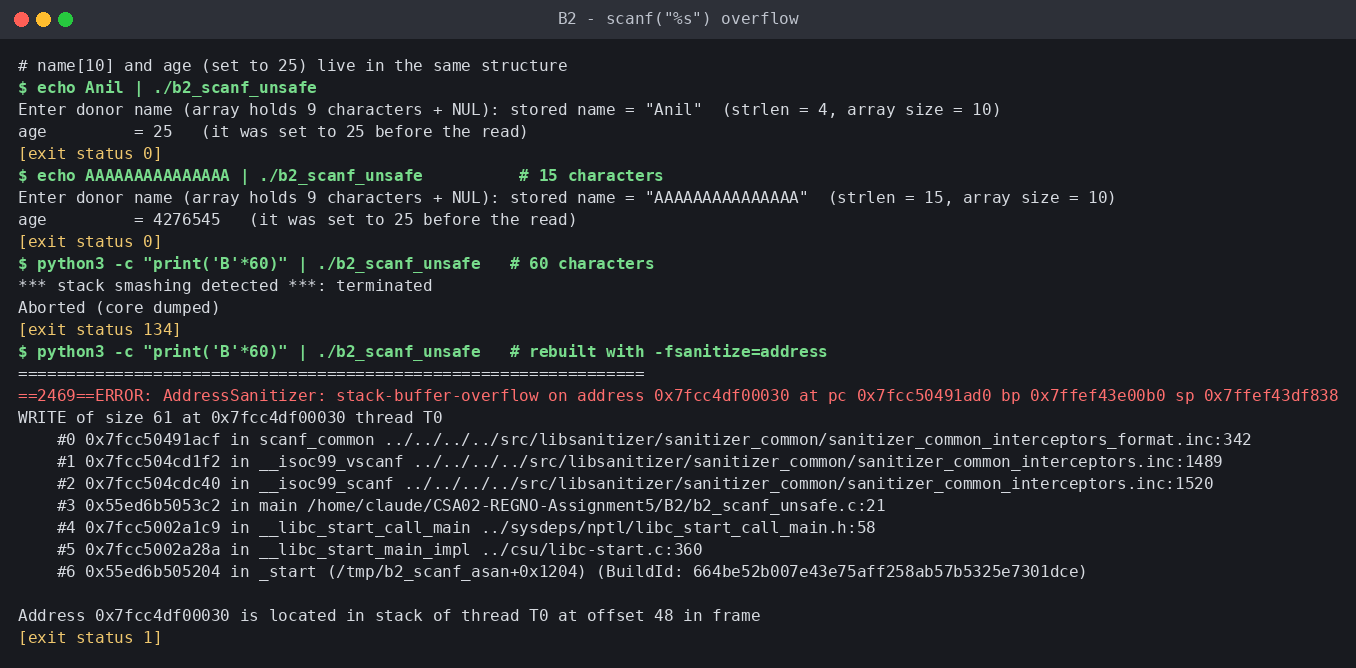 B2 - scanf("%s") overflow
# name[10] and age (set to 25) live in the same structure
$ echo Anil | ./b2_scanf_unsafe
Enter donor name (array holds 9 characters + NUL): stored name = "Anil"  (strlen = 4, array size = 10)
age         = 25   (it was set to 25 before the read)
[exit status 0]
$ echo AAAAAAAAAAAAAAA | ./b2_scanf_unsafe          # 15 characters
Enter donor name (array holds 9 characters + NUL): stored name = "AAAAAAAAAAAAAAA"  (strlen = 15, array size = 10)
age         = 4276545   (it was set to 25 before the read)
[exit status 0]
$ python3 -c "print('B'*60)" | ./b2_scanf_unsafe   # 60 characters
*** stack smashing detected ***: terminated
Aborted (core dumped)
[exit status 134]
$ python3 -c "print('B'*60)" | ./b2_scanf_unsafe   # rebuilt with -fsanitize=address
=================================================================
==2469==ERROR: AddressSanitizer: stack-buffer-overflow on address 0x7fcc4df00030 at pc 0x7fcc50491ad0 bp 0x7ffef43e00b0 sp 0x7ffef43df838
WRITE of size 61 at 0x7fcc4df00030 thread T0
    #0 0x7fcc50491acf in scanf_common ../../../../src/libsanitizer/sanitizer_common/sanitizer_common_interceptors_format.inc:342
    #1 0x7fcc504cd1f2 in __isoc99_vscanf ../../../../src/libsanitizer/sanitizer_common/sanitizer_common_interceptors.inc:1489
    #2 0x7fcc504cdc40 in __isoc99_scanf ../../../../src/libsanitizer/sanitizer_common/sanitizer_common_interceptors.inc:1520
    #3 0x55ed6b5053c2 in main /home/claude/CSA02-REGNO-Assignment5/B2/b2_scanf_unsafe.c:21
    #4 0x7fcc5002a1c9 in __libc_start_call_main ../sysdeps/nptl/libc_start_call_main.h:58
    #5 0x7fcc5002a28a in __libc_start_main_impl ../csu/libc-start.c:360
    #6 0x55ed6b505204 in _start (/tmp/b2_scanf_asan+0x1204) (BuildId: 664be52b007e43e75aff258ab57b5325e7301dce)
Address 0x7fcc4df00030 is located in stack of thread T0 at offset 48 in frame
[exit status 1]